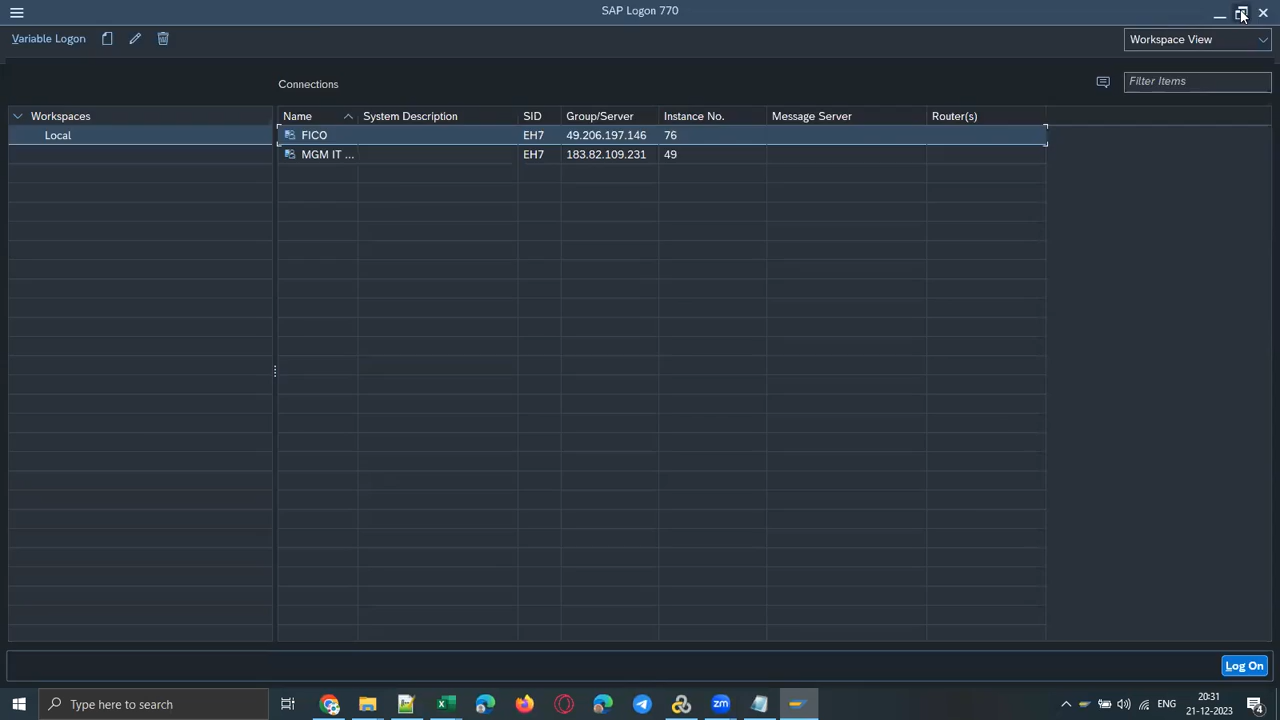 SAP Logon 770
Variable Logon
Workspace View
Connections
Filter Items
Workspaces
Local
Name System Description SID Group/Server Instance No. Message Server Router(s)
FICO EH7 49.206.197.146 76
MGM IT ... EH7 183.82.109.231 49
Log On
Type here to search
zm
ENG
20:31
21-12-2023
4